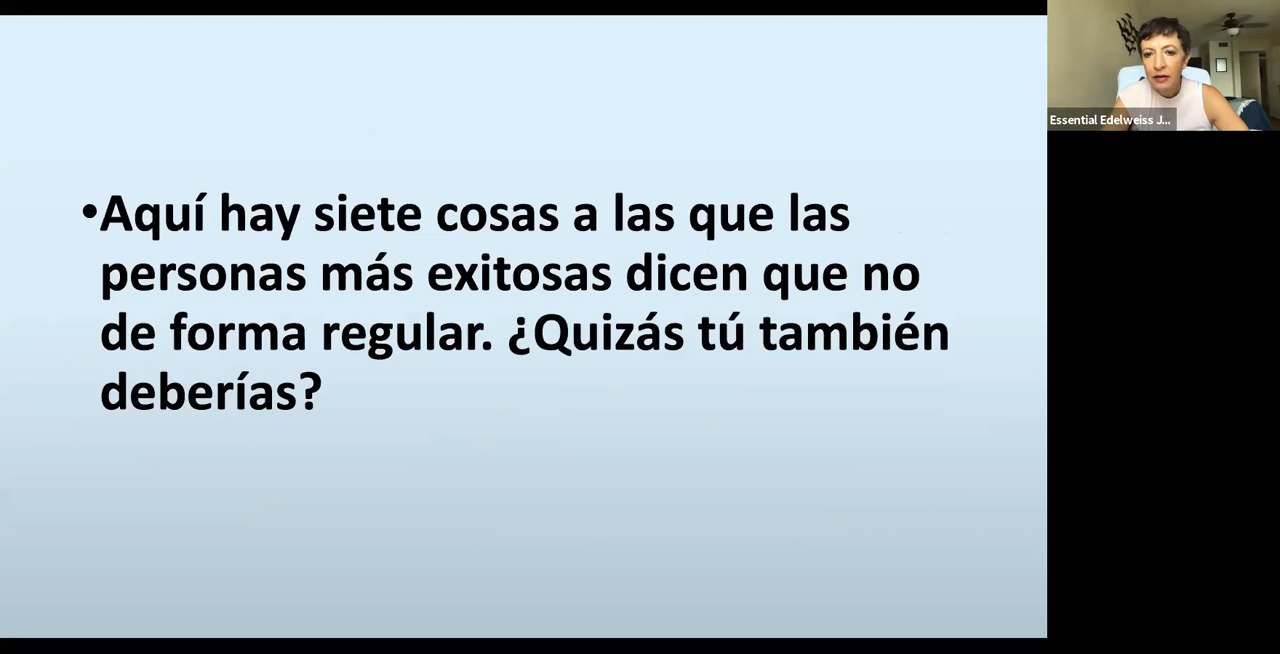 •Aquí hay siete cosas a las que las
personas más exitosas dicen que no
de forma regular. ¿Quizás tú también
deberías?
Essential Edelweiss J...